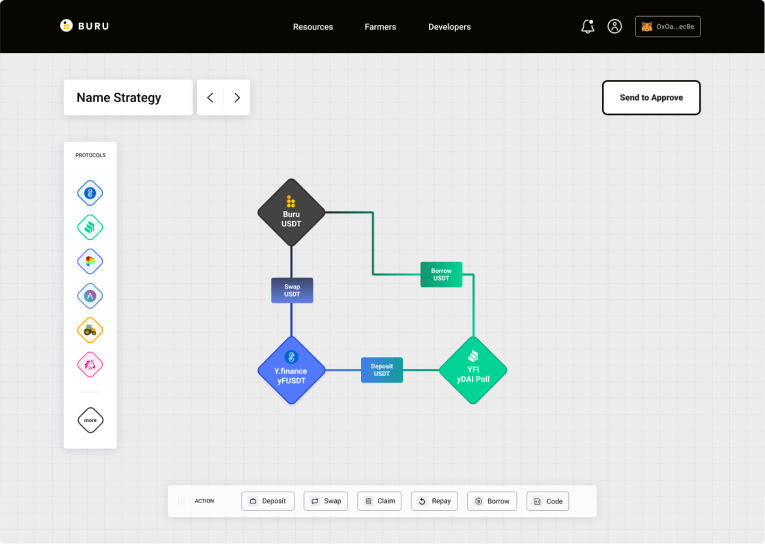 BURU
Resources
Farmers
Developers
0x0a...ec8e
Name Strategy
Send to Approve
PROTOCOLS
Buru
USDT
Borrow
USDT
Swap
USDT
Y.finance
yFUSDT
Deposit
USDT
YFI
yDAI Poll
more
ACTION
Deposit
Swap
Claim
Repay
Borrow
Code